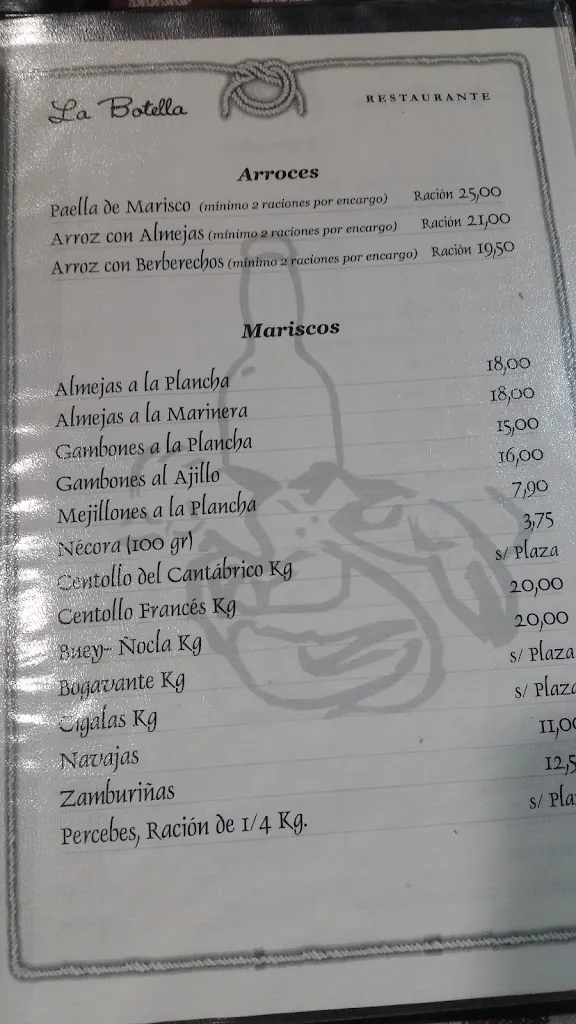 La Botella RESTAURANTE
Arroces
Paella de Marisco (mínimo 2 raciones por encargo) Ración 25,00
Arroz con Almejas (mínimo 2 raciones por encargo) Ración 21,00
Arroz con Berberechos (mínimo 2 raciones por encargo) Ración 19,50
Mariscos
Almejas a la Plancha 18,00
Almejas a la Marinera 18,00
Gambones a la Plancha 15,00
Gambones al Ajillo 16,00
Mejillones a la Plancha 7,90
Nécora (100 gr) 3,75
Centollo del Cantábrico Kg s/ Plaza
Centollo Francés Kg 20,00
Buey- Ñocla Kg 20,00
Bogavante Kg s/ Plaza
Cigalas Kg s/ Plaza
Navajas 11,00
Zamburiñas 12,5
Percebes, Ración de 1/4 Kg. s/ Pla